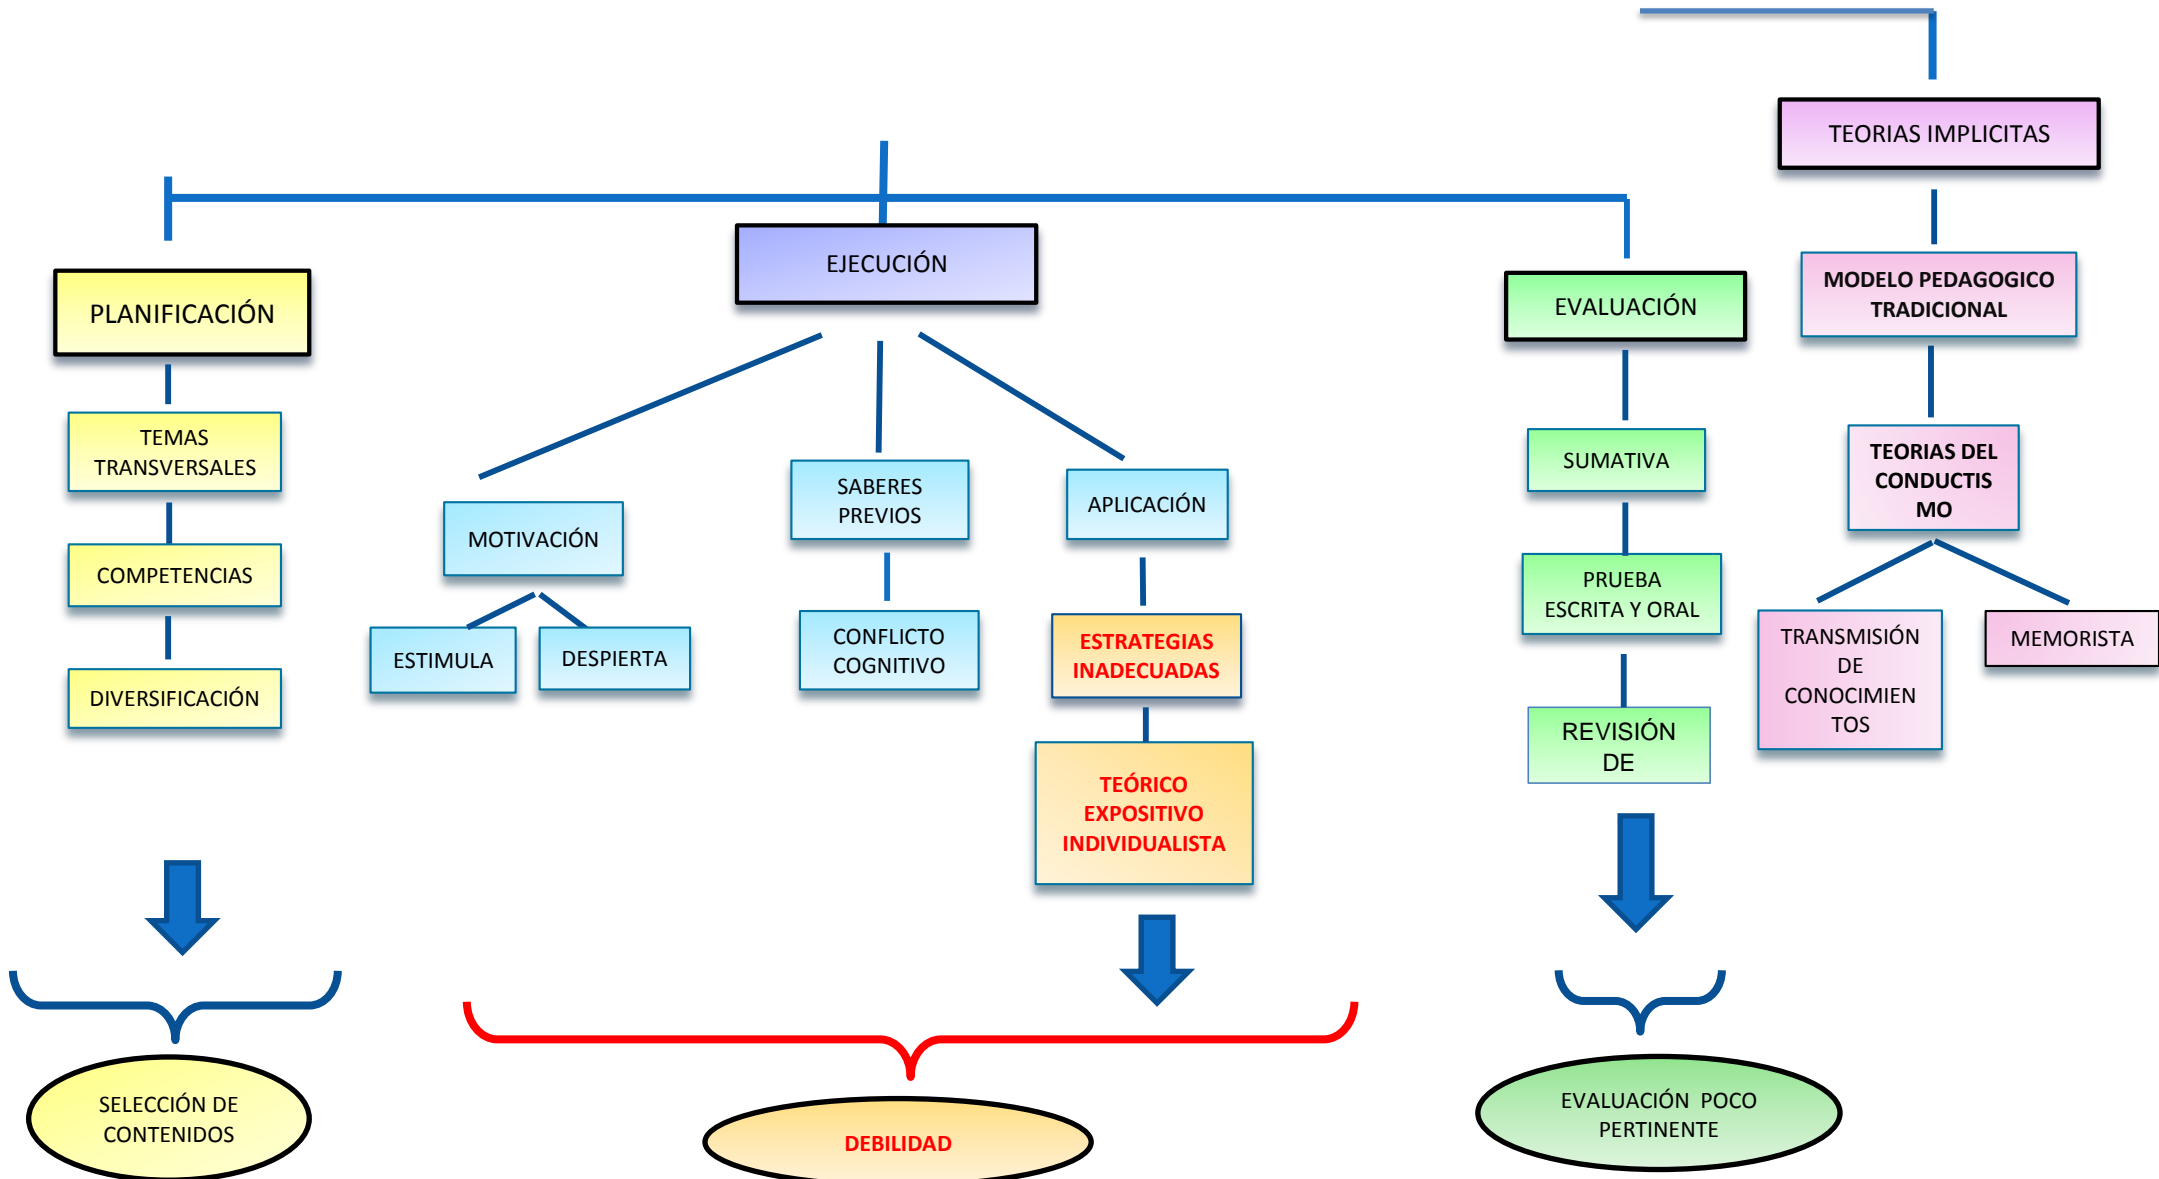 TEORIAS IMPLICITAS
EJECUCIÓN
PLANIFICACIÓN
EVALUACIÓN
MODELO PEDAGOGICO
TRADICIONAL
TEMAS
TRANSVERSALES
COMPETENCIAS
DIVERSIFICACIÓN
MOTIVACIÓN
ESTIMULA
DESPIERTA
SABERES
PREVIOS
CONFLICTO
COGNITIVO
APLICACIÓN
ESTRATEGIAS
INADECUADAS
TEÓRICO
EXPOSITIVO
INDIVIDUALISTA
SUMATIVA
PRUEBA
ESCRITA Y ORAL
REVISIÓN
DE
TEORIAS DEL
CONDUCTIS
MO
TRANSMISIÓN
DE
CONOCIMIEN
TOS
MEMORISTA
SELECCIÓN DE
CONTENIDOS
DEBILIDAD
EVALUACIÓN POCO
PERTINENTE